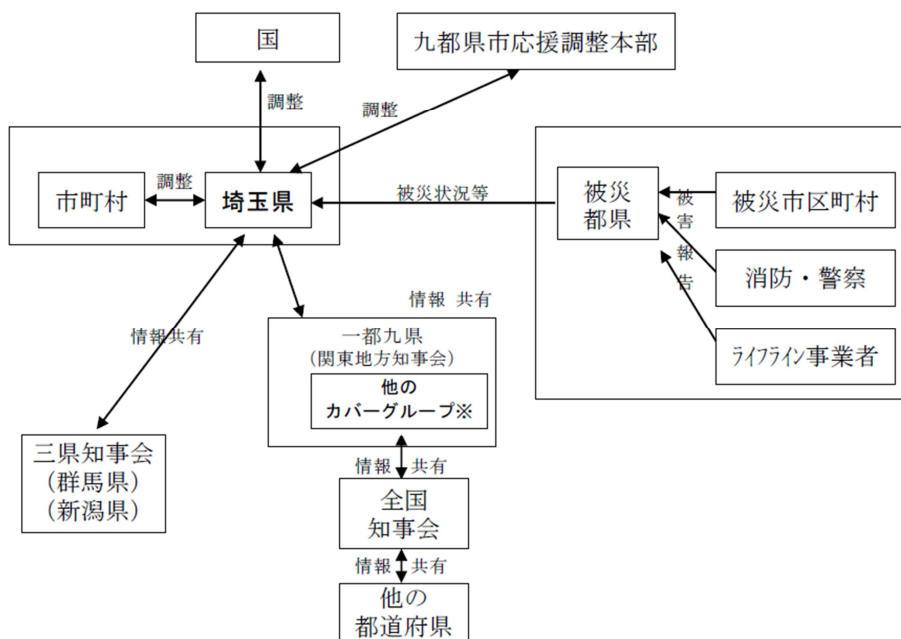 国
九都県市応援調整本部
調整
調整
市町村
調整
埼玉県
被災状況等
被災
都県
被害報告
被災市区町村
消防・警察
ﾗｲﾌﾗｲﾝ事業者
情報共有
情報 共有
一都九県
(関東地方知事会)
他の
カバーグループ※
三県知事会
(群馬県)
(新潟県)
情報 共有
全国
知事会
情報 共有
他の
都道府県